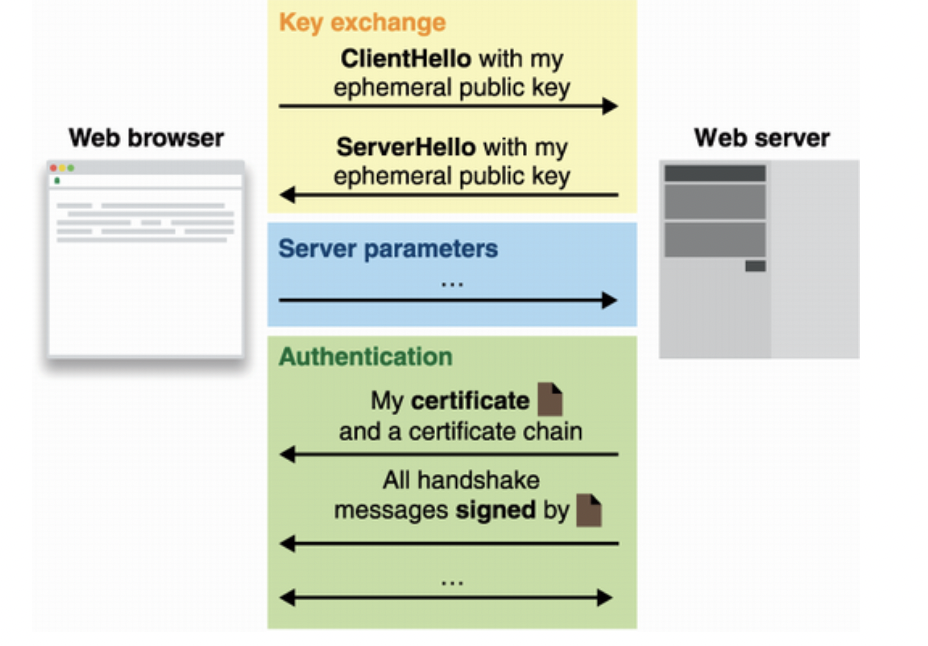 Key exchange
ClientHello with my
ephemeral public key
Web browser
Web server
ServerHello with my
ephemeral public key
Server parameters
...
Authentication
My certificate
and a certificate chain
All handshake
messages signed by
...